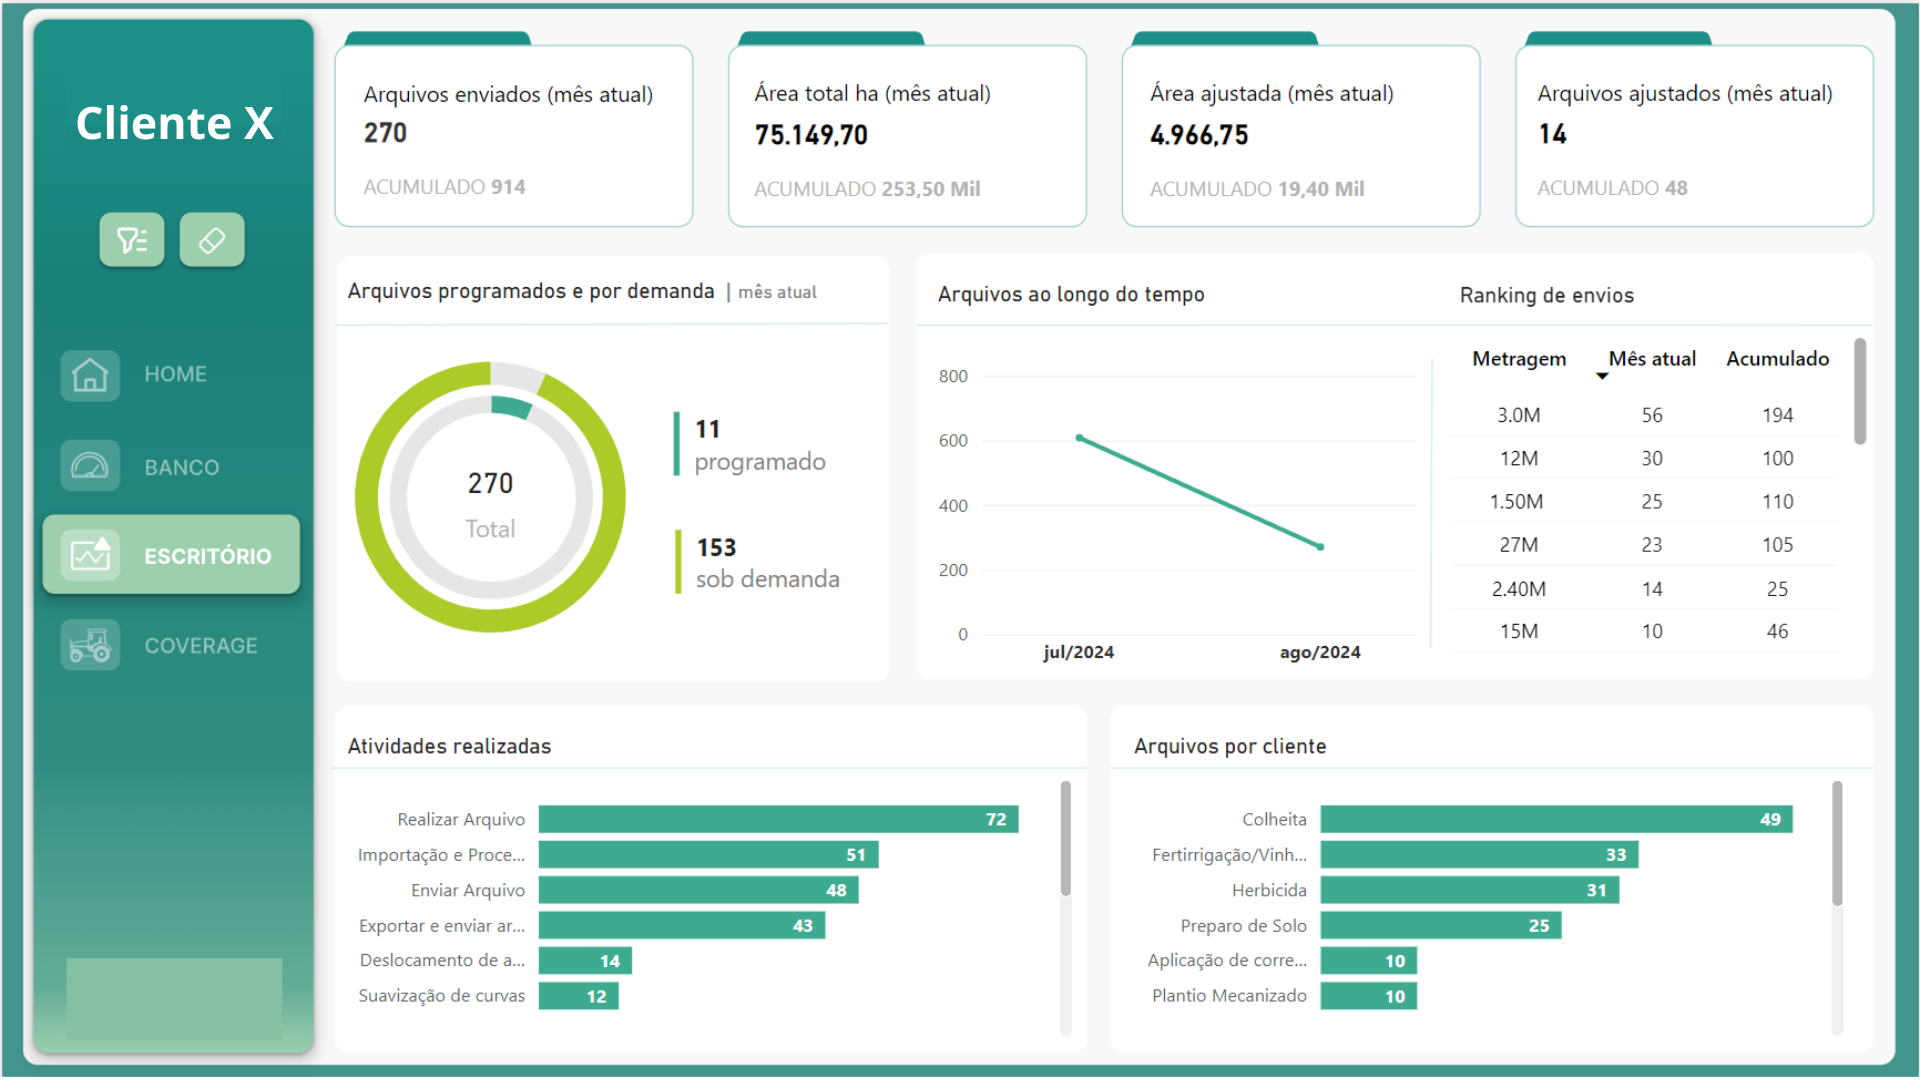 Cliente X
HOME
BANCO
ESCRITÓRIO
COVERAGE
Arquivos enviados (mês atual)
270
ACUMULADO 914
Área total ha (mês atual)
75.149,70
ACUMULADO 253,50 Mil
Área ajustada (mês atual)
4.966,75
ACUMULADO 19,40 Mil
Arquivos ajustados (mês atual)
14
ACUMULADO 48
Arquivos programados e por demanda | mês atual
270
Total
11
programado
153
sob demanda
Arquivos ao longo do tempo
800
600
400
200
0
jul/2024 ago/2024
Ranking de envios
Metragem Mês atual Acumulado
3.0M 56 194
12M 30 100
1.50M 25 110
27M 23 105
2.40M 14 25
15M 10 46
Atividades realizadas
Realizar Arquivo 72
Importação e Proce... 51
Enviar Arquivo 48
Exportar e enviar ar... 43
Deslocamento de a... 14
Suavização de curvas 12
Arquivos por cliente
Colheita 49
Fertirrigação/Vinh... 33
Herbicida 31
Preparo de Solo 25
Aplicação de corre... 10
Plantio Mecanizado 10